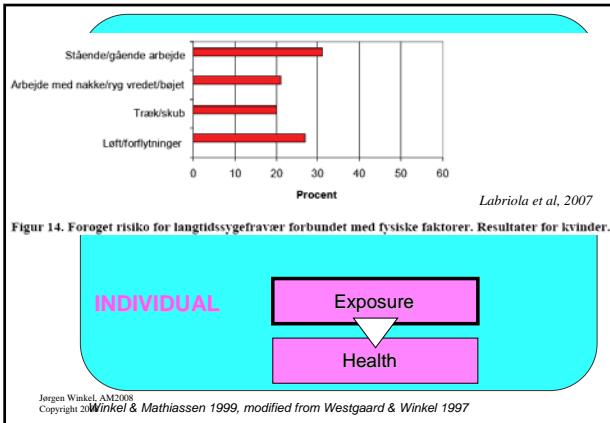 Stående/gående arbejde
Arbejde med nakke/ryg vredet/bøjet
Træk/skub
Løft/forflytninger
0 10 20 30 40 50 60
Procent
Labriola et al, 2007
Figur 14. Forøget risiko for langtidssygefravær forbundet med fysiske faktorer. Resultater for kvinder.
INDIVIDUAL
Exposure
Health
Jørgen Winkel, AM2008
Copyright
Winkel & Mathiassen 1999, modified from Westgaard & Winkel 1997